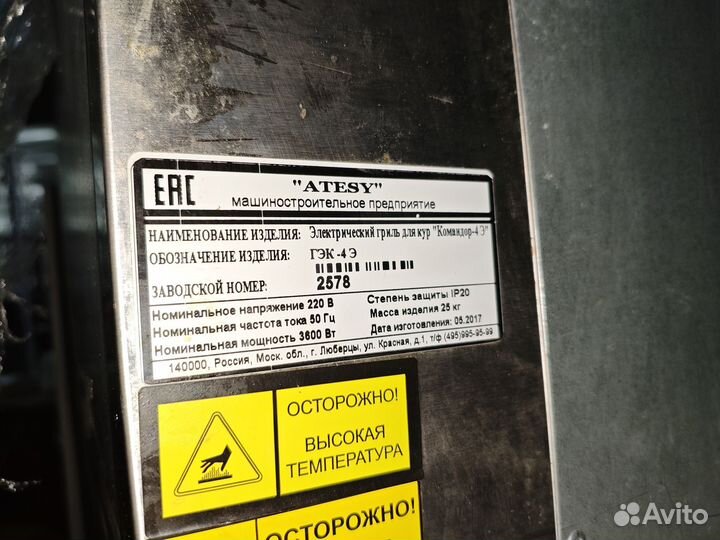 EAC "ATESY"
машиностроительное предприятие
НАИМЕНОВАНИЕ ИЗДЕЛИЯ: Электрический гриль для кур "Командор-4 Э"
ОБОЗНАЧЕНИЕ ИЗДЕЛИЯ: ГЭК -4 Э
ЗАВОДСКОЙ НОМЕР: 2578
Номинальное напряжение 220 В Степень защиты IP20
Номинальная частота тока 50 Гц Масса изделия 25 кг
Номинальная мощность 3600 Вт Дата изготовления 05.2017
140000, Россия, Моск. обл., г. Люберцы, ул. Красная, д.1, т/ф (495)995-95-99
ОСТОРОЖНО!
ВЫСОКАЯ
ТЕМПЕРАТУРА
ОСТОРОЖНО!
Avito